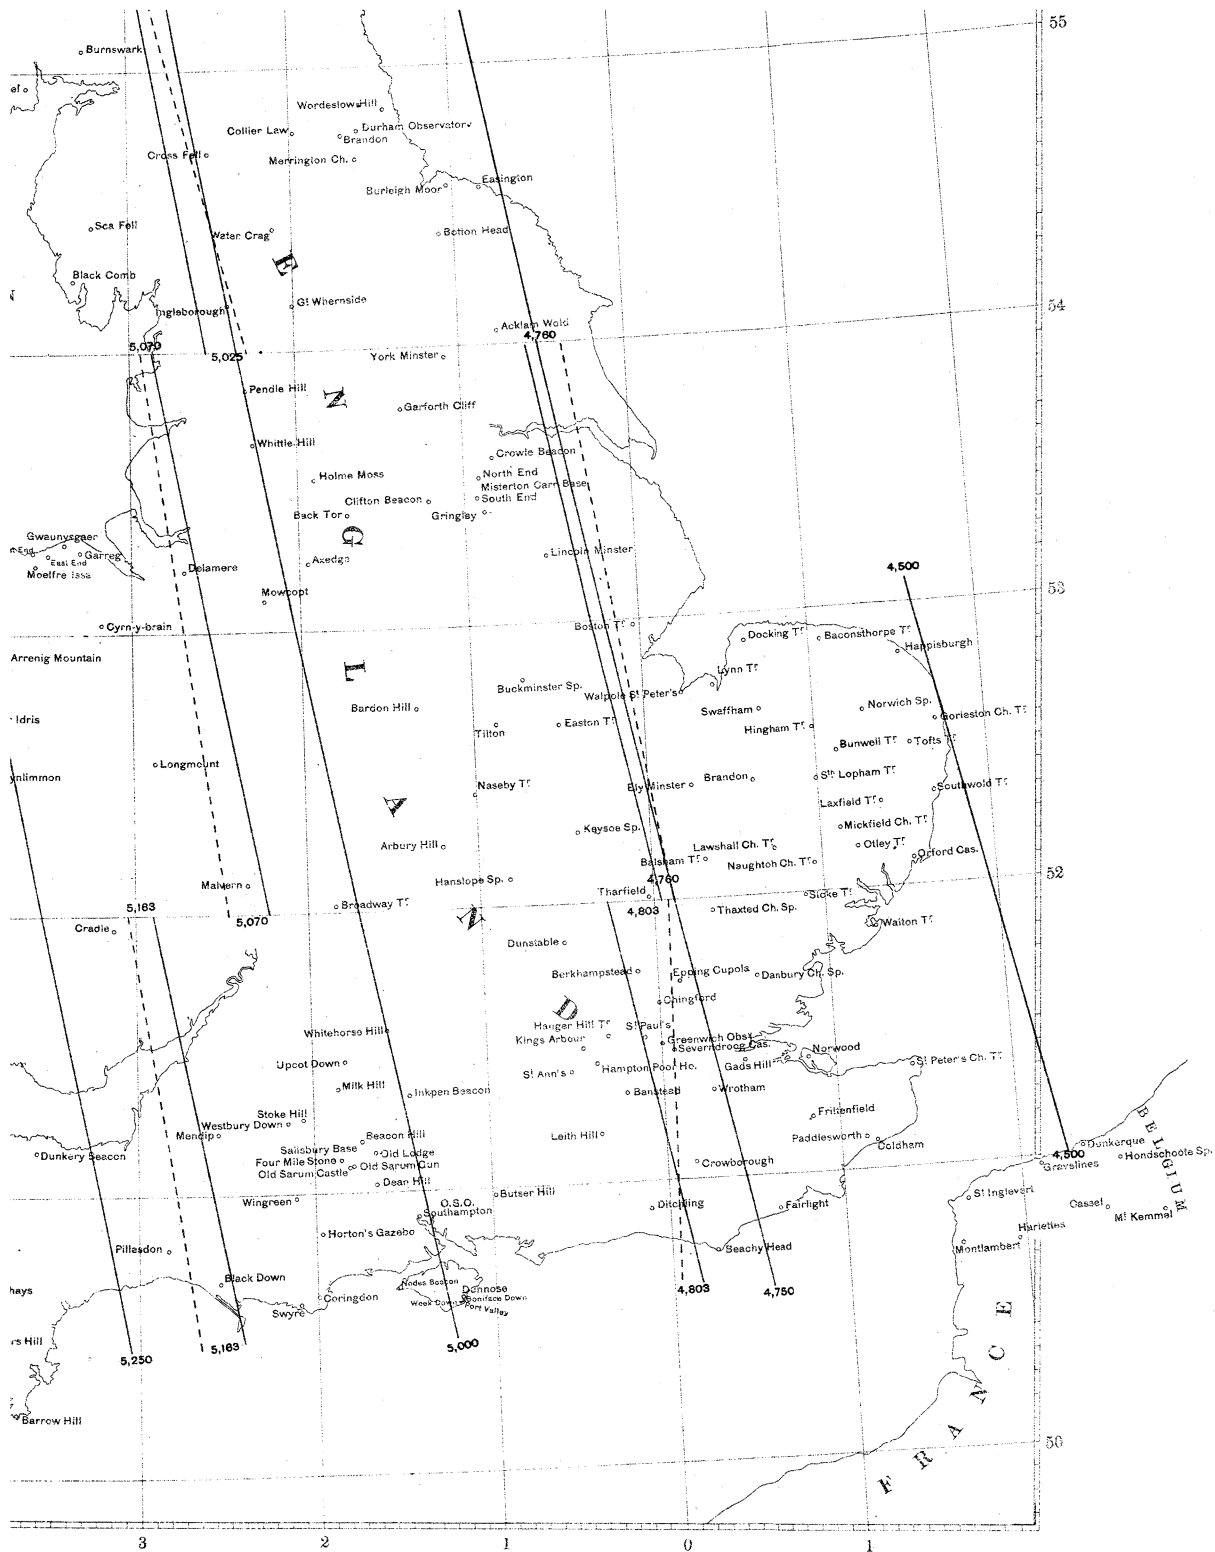 55
Burnswark
Wordeslow Hill
Collier Law
Durham Observatory
Brandon
Cross Fell
Merrington Ch.
Burleigh Moor
Easington
Sca Fell
Water Crag
Botton Head
E
Black Comb
Gt Whernside
54
Ingleborough
Acklam Wold
4,760
5,070
5,025
York Minster
Pendle Hill
N
Garforth Cliff
Whittle Hill
Crowle Beacon
Holme Moss
North End
Misterton Carr Base
Clifton Beacon
South End
Back Tor
Gringley
G
Gwaunysgaer
Garreg
East End
Moelfre Issa
Axedge
Lincoln Minster
Delamere
4,500
53
Mowcopt
Cyrn-y-brain
Boston Tr
Docking Tr
Baconsthorpe Tr
Happisburgh
Arrenig Mountain
L
Lynn Tr
Buckminster Sp.
Walpole St Peter's
Bardon Hill
Swaffham
Norwich Sp.
Idris
Easton Tr
Gorleston Ch. Tr
Tilton
Hingham Tr
Bunwell Tr
Tofts Tr
Longmount
ynlimmon
Naseby Tr
Ely Minster
Brandon
Sth Lopham Tr
Southwold Tr
A
Laxfield Tr
Keysoe Sp.
Mickfield Ch. Tr
Arbury Hill
Lawshall Ch. Tr
Otley Tr
Orford Cas.
Balsham Tr
Naughton Ch. Tr
52
Malvern
Hanslope Sp.
4,760
Tharfield
Stoke Tr
5,163
5,070
Broadway Tr
4,803
Thaxted Ch. Sp.
N
Cradle
Walton Tr
Dunstable
Berkhampstead
Epping Cupola
Danbury Ch. Sp.
Chingford
D
Whitehorse Hill
Hanger Hill Tr
St Paul's
Kings Arbour
Greenwich Obsy.
Severndroog Cas.
Norwood
Upcot Down
St Ann's
Hampton Poor Ho.
Gads Hill
St Peter's Ch. Tr
Milk Hill
Inkpen Beacon
Banstead
Wrotham
Stoke Hill
Westbury Down
Frittenfield
Mendip
Beacon Hill
Leith Hill
Paddlesworth
Coldham
BELGIUM
Dunkerque
Dunkery Beacon
Salisbury Base
Old Lodge
Four Mile Stone
Old Sarum Gun
Old Sarum Castle
Crowborough
4,500
Hondschoote Sp.
Gravelines
Dean Hill
Wingreen
Butser Hill
St Inglevert
O.S.O.
Southampton
Ditchling
Fairlight
Cassel
Mt Kemmel
Horton's Gazebo
Harlettes
Pillesdon
Beachy Head
Montlambert
Black Down
Nodes Beacon
Dunnose
hays
Coringdon
Week Down
Boniface Down
Port Valley
4,803
4,750
Swyre
rs Hill
5,163
5,000
5,250
Barrow Hill
50
FRANCE
3
2
1
0
1